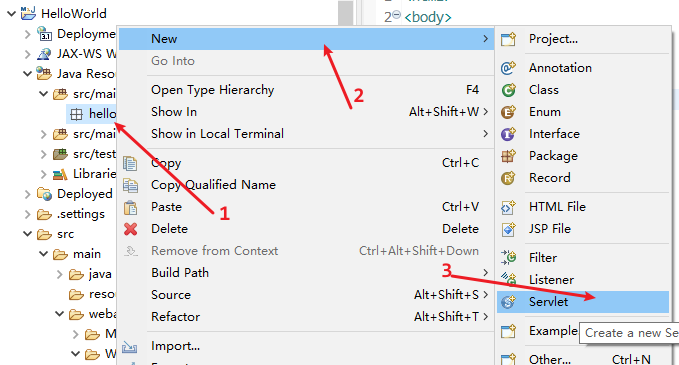 HelloWorld
Deployme
JAX-WS W
Java Resou
src/mai
hello
src/mai
src/test
Libraries
Deployed
.settings
src
main
java
resou
weba
M
W
New
Go Into
Open Type Hierarchy F4
Show In Alt+Shift+W
Show in Local Terminal
Copy Ctrl+C
Copy Qualified Name
Paste Ctrl+V
Delete Delete
Remove from Context Ctrl+Alt+Shift+Down
Build Path
Source Alt+Shift+S
Refactor Alt+Shift+T
Import...
1
2
3
2 <body>
Project...
Annotation
Class
Enum
Interface
Package
Record
HTML File
JSP File
Filter
Listener
Servlet
Example
Create a new Se
Other... Ctrl+N